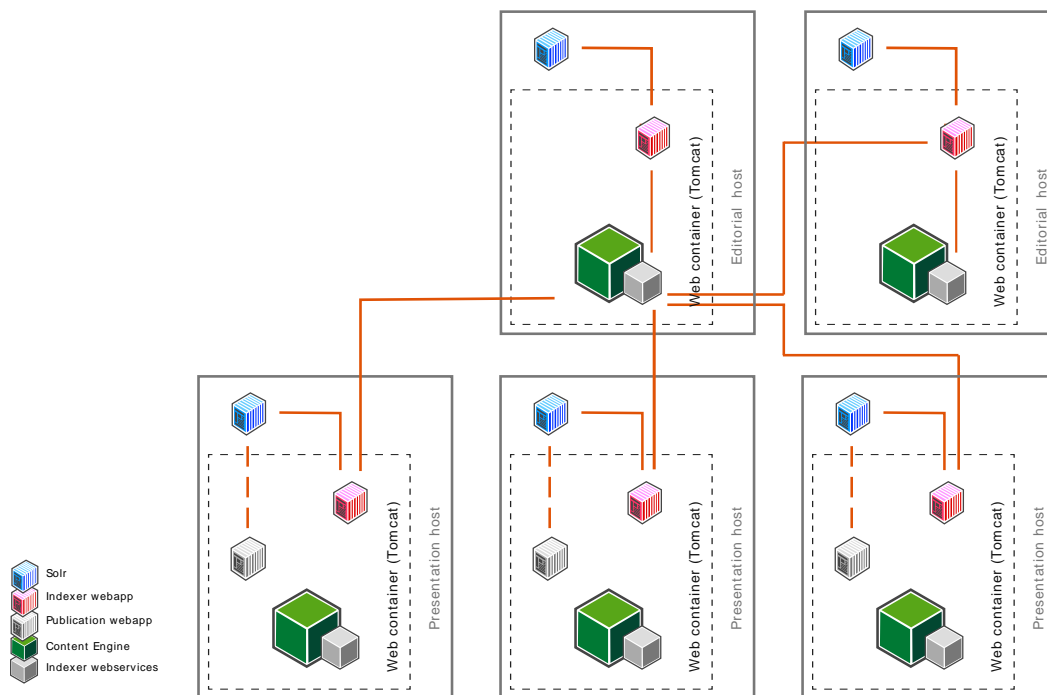 Web container (Tomcat)
Editorial host
Web container (Tomcat)
Editorial host
Web container (Tomcat)
Presentation host
Web container (Tomcat)
Presentation host
Web container (Tomcat)
Presentation host
Solr
Indexer webapp
Publication webapp
Content Engine
Indexer webservices